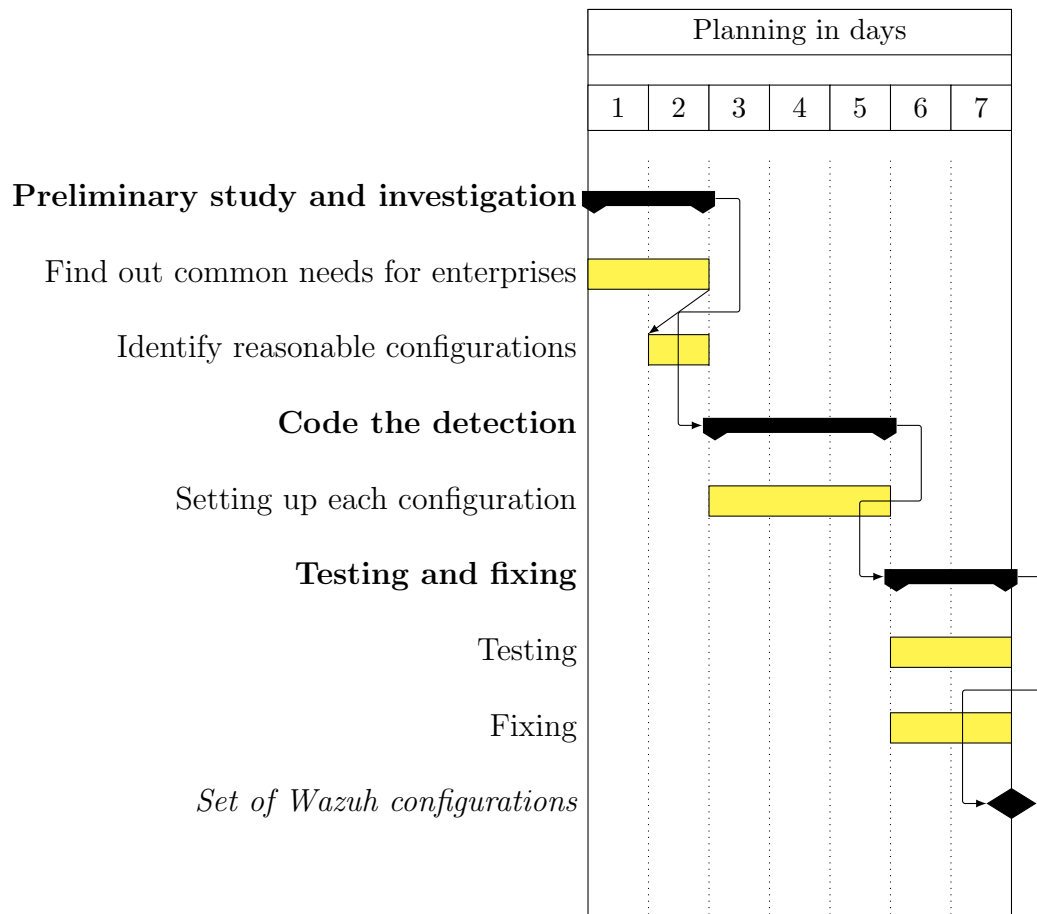 Planning in days
1 2 3 4 5 6 7
Preliminary study and investigation
Find out common needs for enterprises
Identify reasonable configurations
Code the detection
Setting up each configuration
Testing and fixing
Testing
Fixing
Set of Wazuh configurations